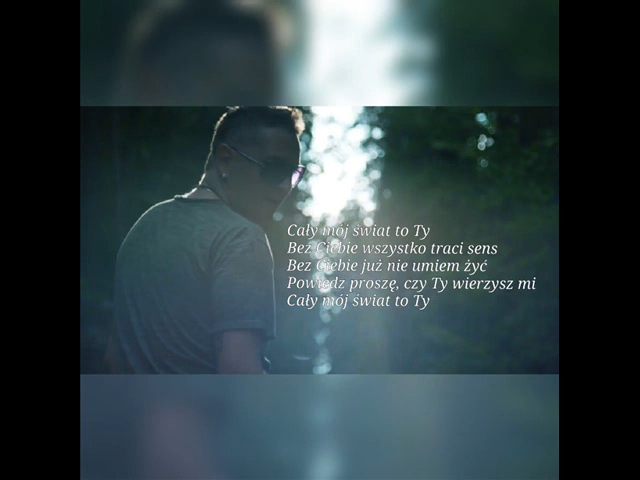 Cały mój świat to Ty
Bez Ciebie wszystko traci sens
Bez Ciebie już nie umiem żyć
Powiedz proszę, czy Ty wierzysz mi
Cały mój świat to Ty